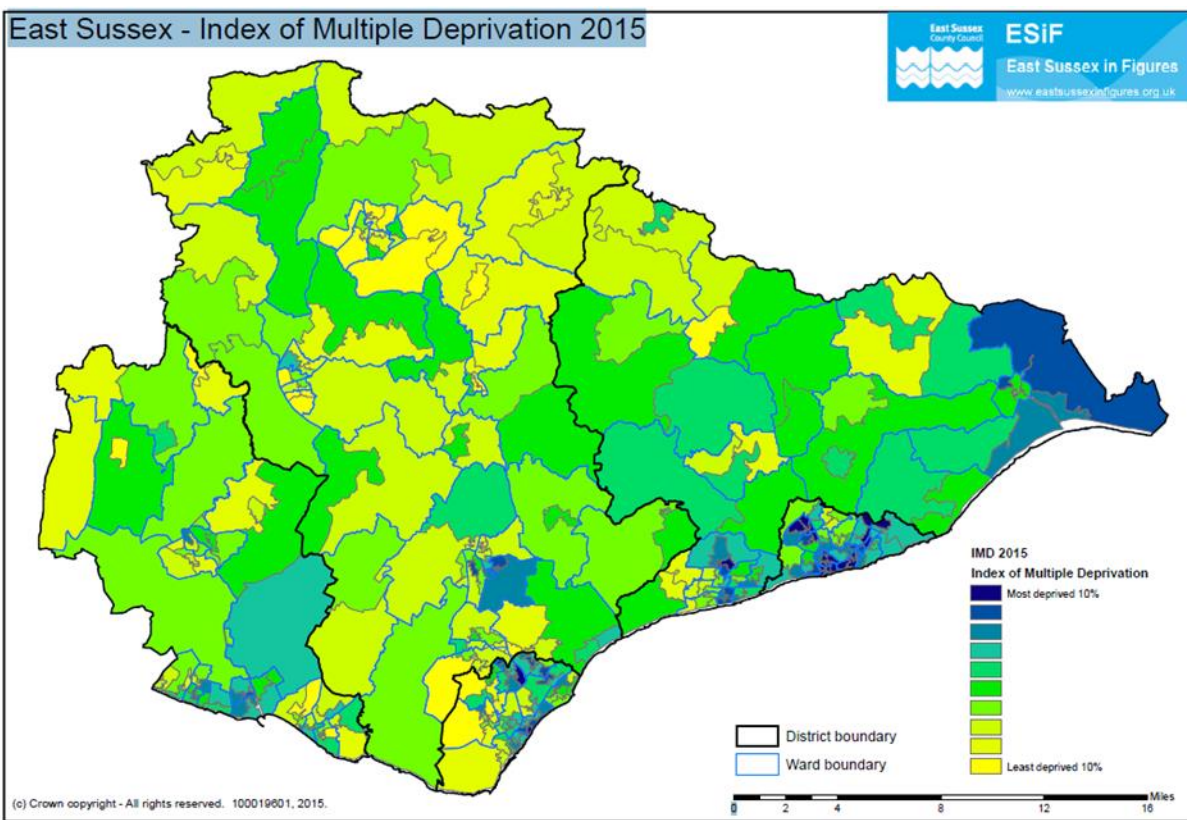 East Sussex - Index of Multiple Deprivation 2015
East Sussex
County Council
ESiF
East Sussex in Figures
www.eastsussexinfigures.org.uk
IMD 2015
Index of Multiple Deprivation
Most deprived 10%
Least deprived 10%
District boundary
Ward boundary
Miles
0 2 4 8 12 16
(c) Crown copyright - All rights reserved. 100019601, 2015.